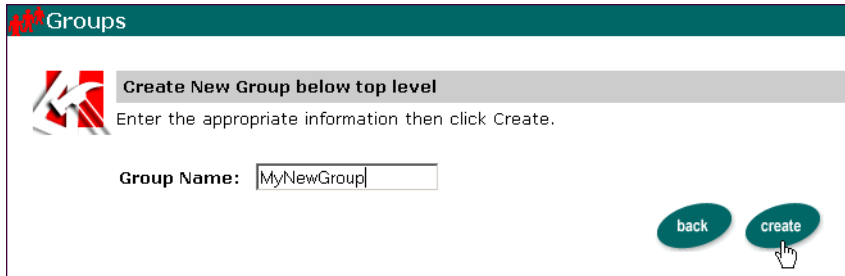 Groups
Create New Group below top level
Enter the appropriate information then click Create.
Group Name: MyNewGroup
back create